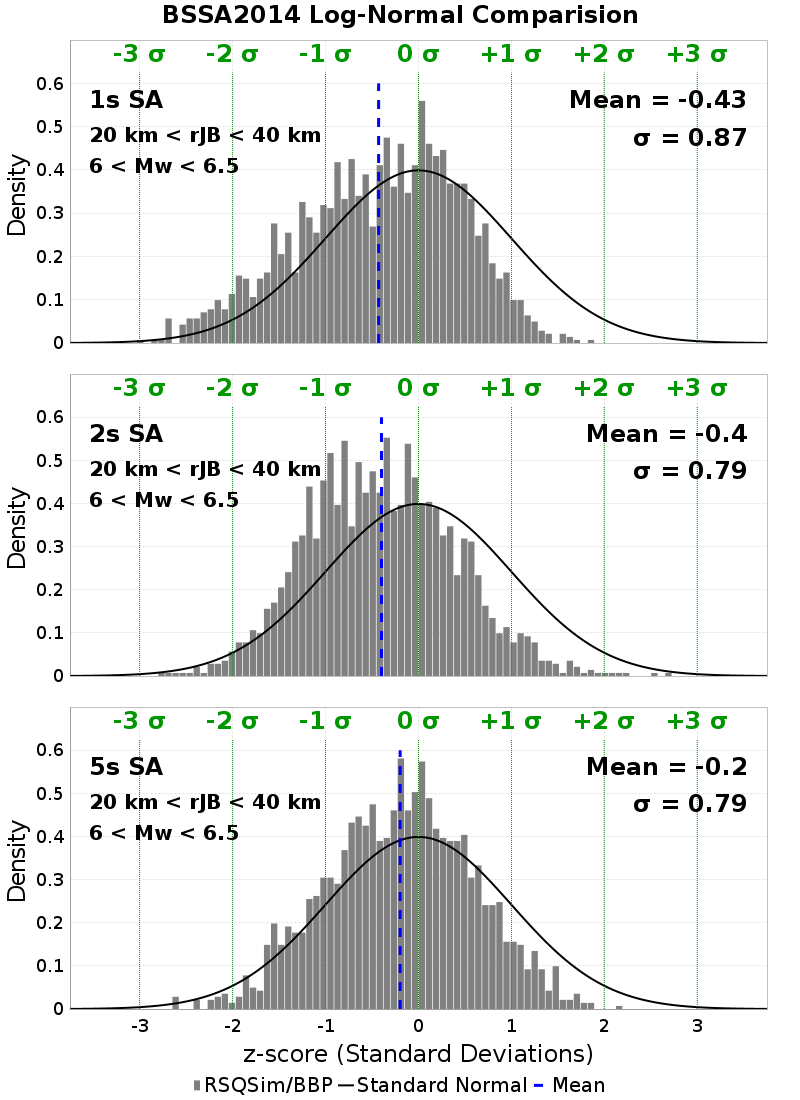 BSSA2014 Log-Normal Comparision
-3 σ -2 σ -1 σ 0 σ +1 σ +2 σ +3 σ
1s SA
20 km < rJB < 40 km
6 < Mw < 6.5
Mean = -0.43
σ = 0.87
Density
0.6
0.5
0.4
0.3
0.2
0.1
0
-3 σ -2 σ -1 σ 0 σ +1 σ +2 σ +3 σ
2s SA
20 km < rJB < 40 km
6 < Mw < 6.5
Mean = -0.4
σ = 0.79
Density
0.6
0.5
0.4
0.3
0.2
0.1
0
-3 σ -2 σ -1 σ 0 σ +1 σ +2 σ +3 σ
5s SA
20 km < rJB < 40 km
6 < Mw < 6.5
Mean = -0.2
σ = 0.79
Density
0.6
0.5
0.4
0.3
0.2
0.1
0
-3 -2 -1 0 1 2 3
z-score (Standard Deviations)
RSQSim/BBP Standard Normal Mean